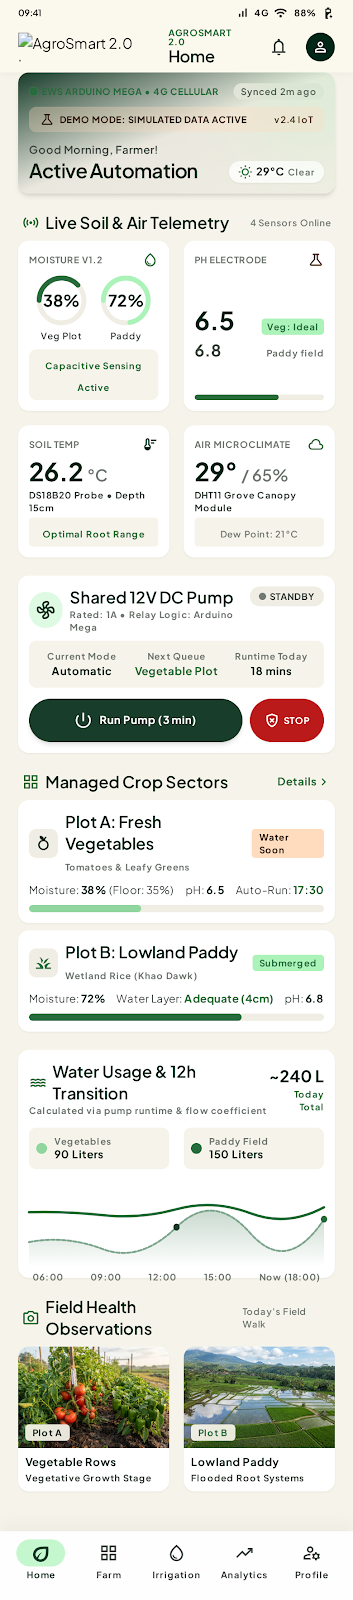 09:41
4G
88%
AgroSmart 2.0
AGROSMART
2.0
Home
EWS ARDUINO MEGA • 4G CELLULAR
Synced 2m ago
DEMO MODE: SIMULATED DATA ACTIVE
v2.4 IoT
Good Morning, Farmer!
Active Automation
29°C Clear
Live Soil & Air Telemetry
4 Sensors Online
MOISTURE V1.2
38%
72%
Veg Plot
Paddy
Capacitive Sensing
Active
PH ELECTRODE
6.5
Veg: Ideal
6.8
Paddy field
SOIL TEMP
26.2 °C
DS18B20 Probe • Depth
15cm
Optimal Root Range
AIR MICROCLIMATE
29° / 65%
DHT11 Grove Canopy
Module
Dew Point: 21°C
Shared 12V DC Pump
STANDBY
Rated: 1A • Relay Logic: Arduino
Mega
Current Mode
Automatic
Next Queue
Vegetable Plot
Runtime Today
18 mins
Run Pump (3 min)
STOP
Managed Crop Sectors
Details
Plot A: Fresh
Vegetables
Water
Soon
Tomatoes & Leafy Greens
Moisture: 38% (Floor: 35%)
pH: 6.5
Auto-Run: 17:30
Plot B: Lowland Paddy
Submerged
Wetland Rice (Khao Dawk)
Moisture: 72%
Water Layer: Adequate (4cm)
pH: 6.8
Water Usage & 12h
Transition
~240 L
Today
Total
Calculated via pump runtime & flow coefficient
Vegetables
90 Liters
Paddy Field
150 Liters
06:00
09:00
12:00
15:00
Now (18:00)
Field Health
Observations
Today's Field
Walk
Plot A
Vegetable Rows
Vegetative Growth Stage
Plot B
Lowland Paddy
Flooded Root Systems
Home
Farm
Irrigation
Analytics
Profile